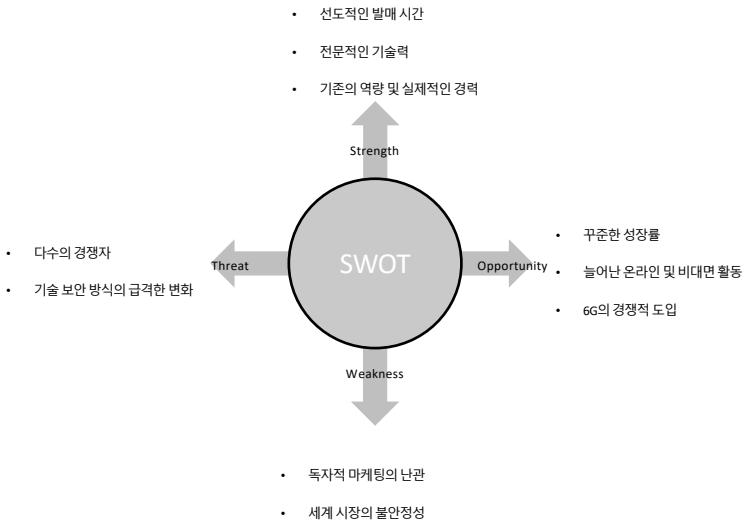 • 선도적인 발매 시간
• 전문적인 기술력
• 기존의 역량 및 실제적인 경력
Strength
• 다수의 경쟁자
• 기술 보안 방식의 급격한 변화
Threat
SWOT
Opportunity
• 꾸준한 성장률
• 늘어난 온라인 및 비대면 활동
• 6G의 경쟁적 도입
Weakness
• 독자적 마케팅의 난관
• 세계 시장의 불안정성